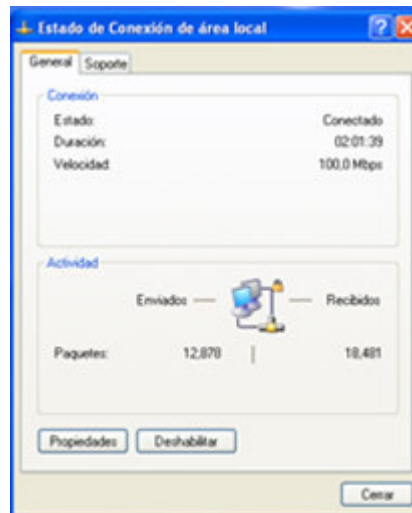 Estado de Conexión de área local
General Soporte
Conexión
Estado: Conectado
Duración: 02:01:39
Velocidad: 100,0 Mbps
Actividad
Enviados — Recibidos
Paquetes: 12,878 | 18,481
Propiedades Deshabilitar
Cerrar